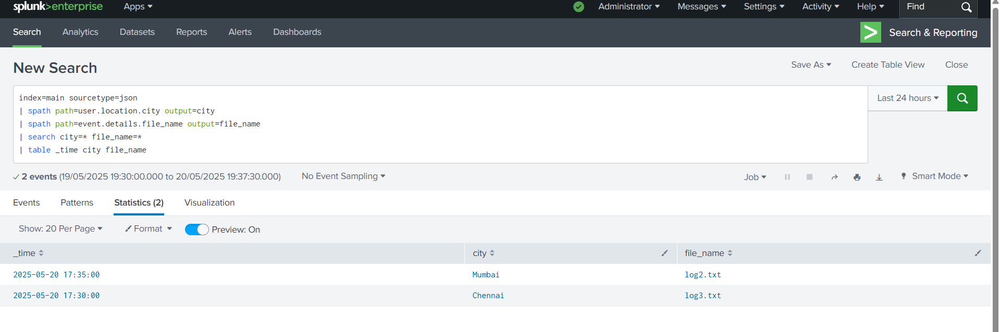 splunk>enterprise Apps Administrator Messages Settings Activity Help Find
Search Analytics Datasets Reports Alerts Dashboards Search & Reporting
New Search Save As Create Table View Close
index=main sourcetype=json Last 24 hours
| spath path=user.location.city output=city
| spath path=event.details.file_name output=file_name
| search city=* file_name=*
| table _time city file_name
2 events (19/05/2025 19:30:00.000 to 20/05/2025 19:37:30.000) No Event Sampling Job Smart Mode
Events Patterns Statistics (2) Visualization
Show: 20 Per Page Format Preview: On
_time city file_name
2025-05-20 17:35:00 Mumbai log2.txt
2025-05-20 17:30:00 Chennai log3.txt